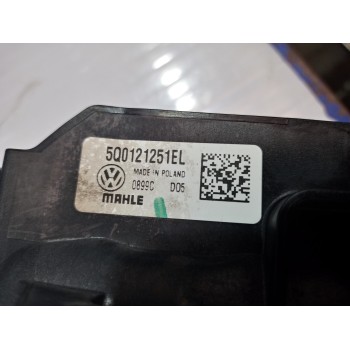 5Q0121251EL
MADE IN POLAND
0899C D05
MAHLE